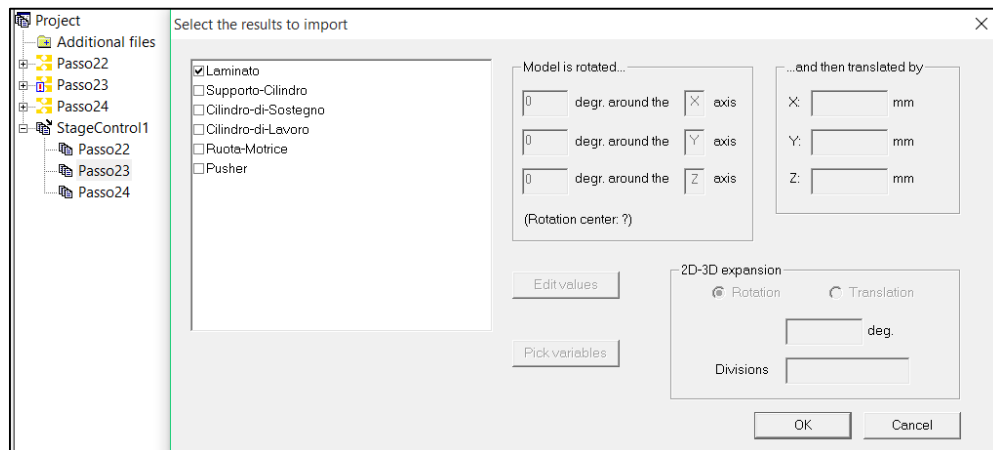 Project
Additional files
Passo22
Passo23
Passo24
StageControl1
Passo22
Passo23
Passo24
Select the results to import
Laminato
Supporto-Cilindro
Cilindro-di-Sostegno
Cilindro-di-Lavoro
Ruota-Motrice
Pusher
Model is rotated...
0 degr. around the X axis
0 degr. around the Y axis
0 degr. around the Z axis
(Rotation center: ?)
...and then translated by
X: mm
Y: mm
Z: mm
Edit values
Pick variables
2D-3D expansion
Rotation Translation
deg.
Divisions
OK Cancel